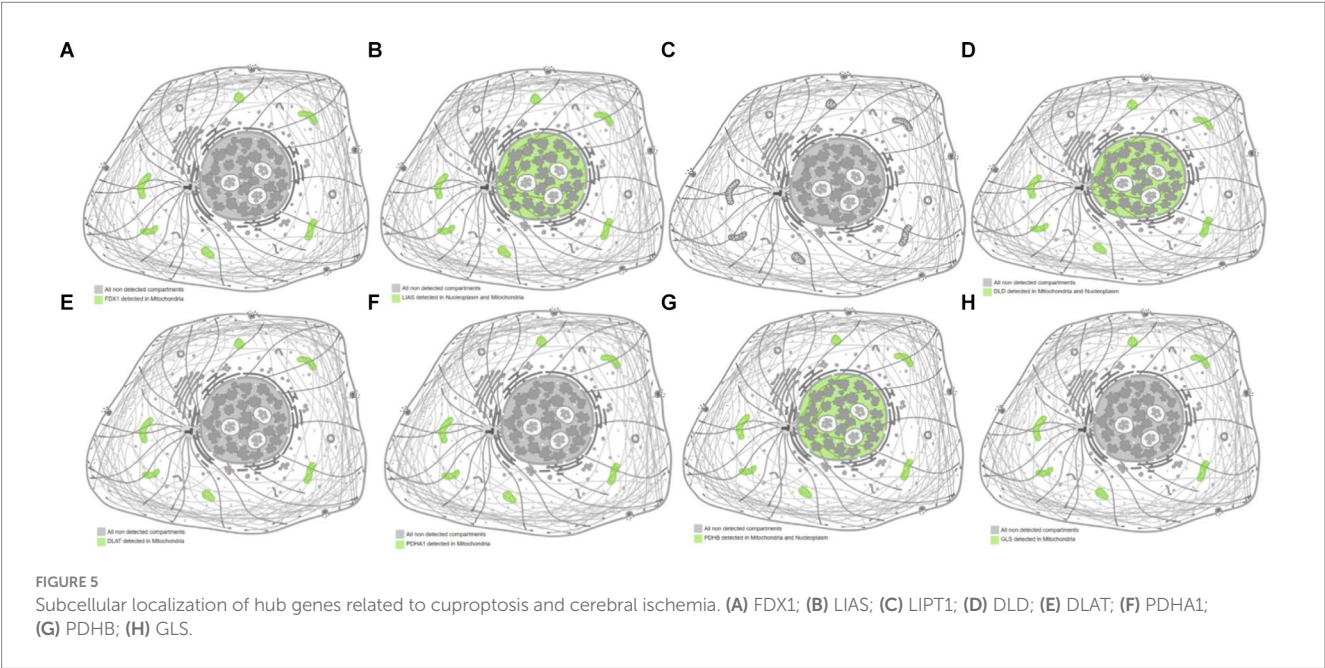 A
B
C
D
All non detected compartments
FDX1 detected in Mitochondria
All non detected compartments
LIAS detected in Nucleoplasm and Mitochondria
All non detected compartments
DLD detected in Mitochondria and Nucleoplasm
E
F
G
H
All non detected compartments
DLAT detected in Mitochondria
All non detected compartments
PDHA1 detected in Mitochondria
All non detected compartments
PDHB detected in Mitochondria and Nucleoplasm
All non detected compartments
GLS detected in Mitochondria
FIGURE 5
Subcellular localization of hub genes related to cuproptosis and cerebral ischemia. (A) FDX1; (B) LIAS; (C) LIPT1; (D) DLD; (E) DLAT; (F) PDHA1;
(G) PDHB; (H) GLS.